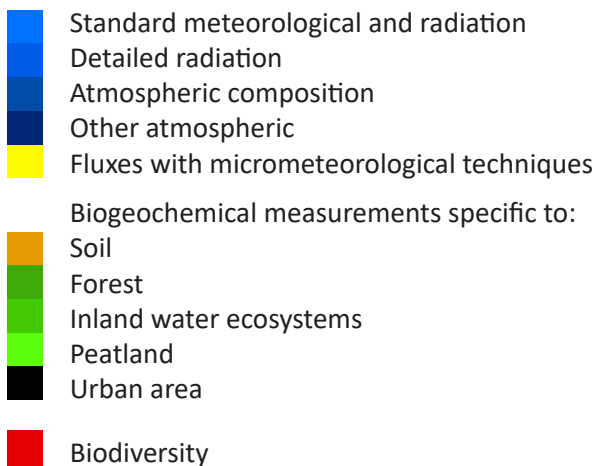 Standard meteorological and radiation
Detailed radiation
Atmospheric composition
Other atmospheric
Fluxes with micrometeorological techniques
Biogeochemical measurements specific to:
Soil
Forest
Inland water ecosystems
Peatland
Urban area
Biodiversity